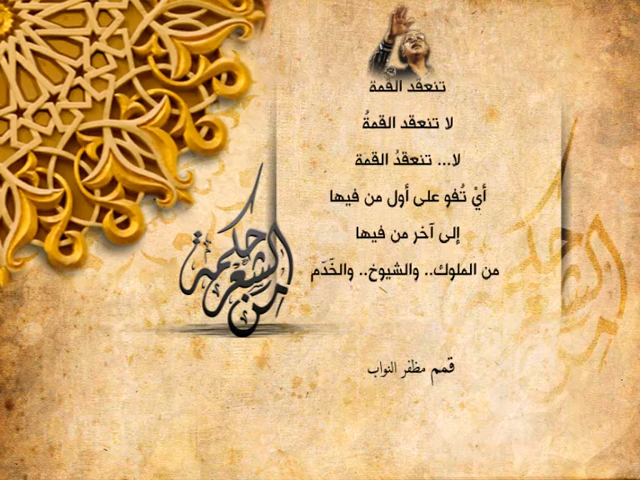 تنعقد القمة
لا تنعقد القمةُ
لا... تنعقدُ القمة
أيْ تُفو على أول من فيها
إلى آخر من فيها
من الملوك.. والشيوخ.. والخَدَم
حكمة
الشعر
من
قمم مظفر النواب